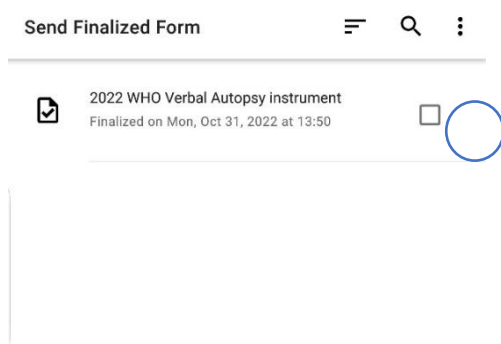 Send Finalized Form
2022 WHO Verbal Autopsy instrument
Finalized on Mon, Oct 31, 2022 at 13:50